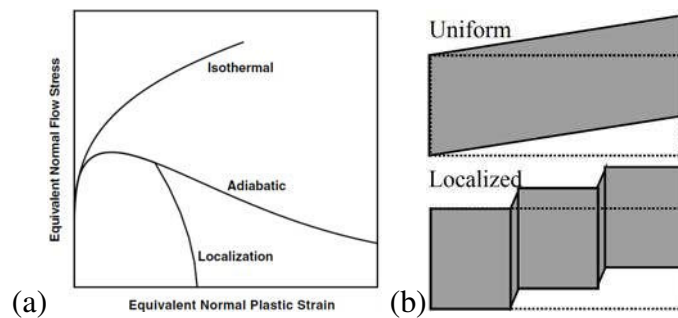 Equivalent Normal Flow Stress
Isothermal
Adiabatic
Localization
Equivalent Normal Plastic Strain
(a)
Uniform
Localized
(b)